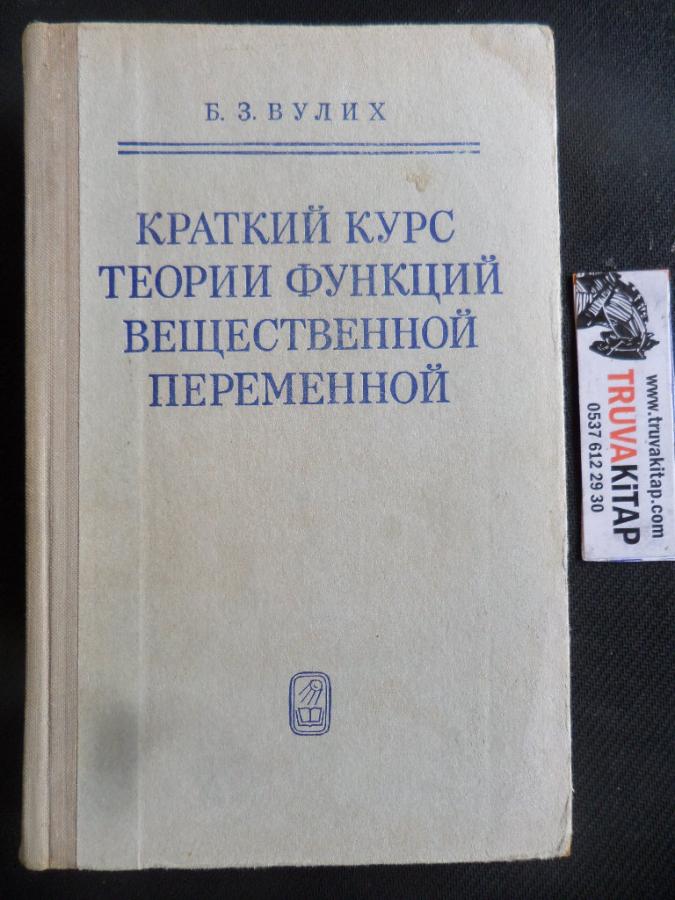 Б. З. ВУЛИХ
КРАТКИЙ КУРС
ТЕОРИИ ФУНКЦИЙ
ВЕЩЕСТВЕННОЙ
ПЕРЕМЕННОЙ
www.truvakitap.com
TRUVAKiTAP
0537 612 29 30